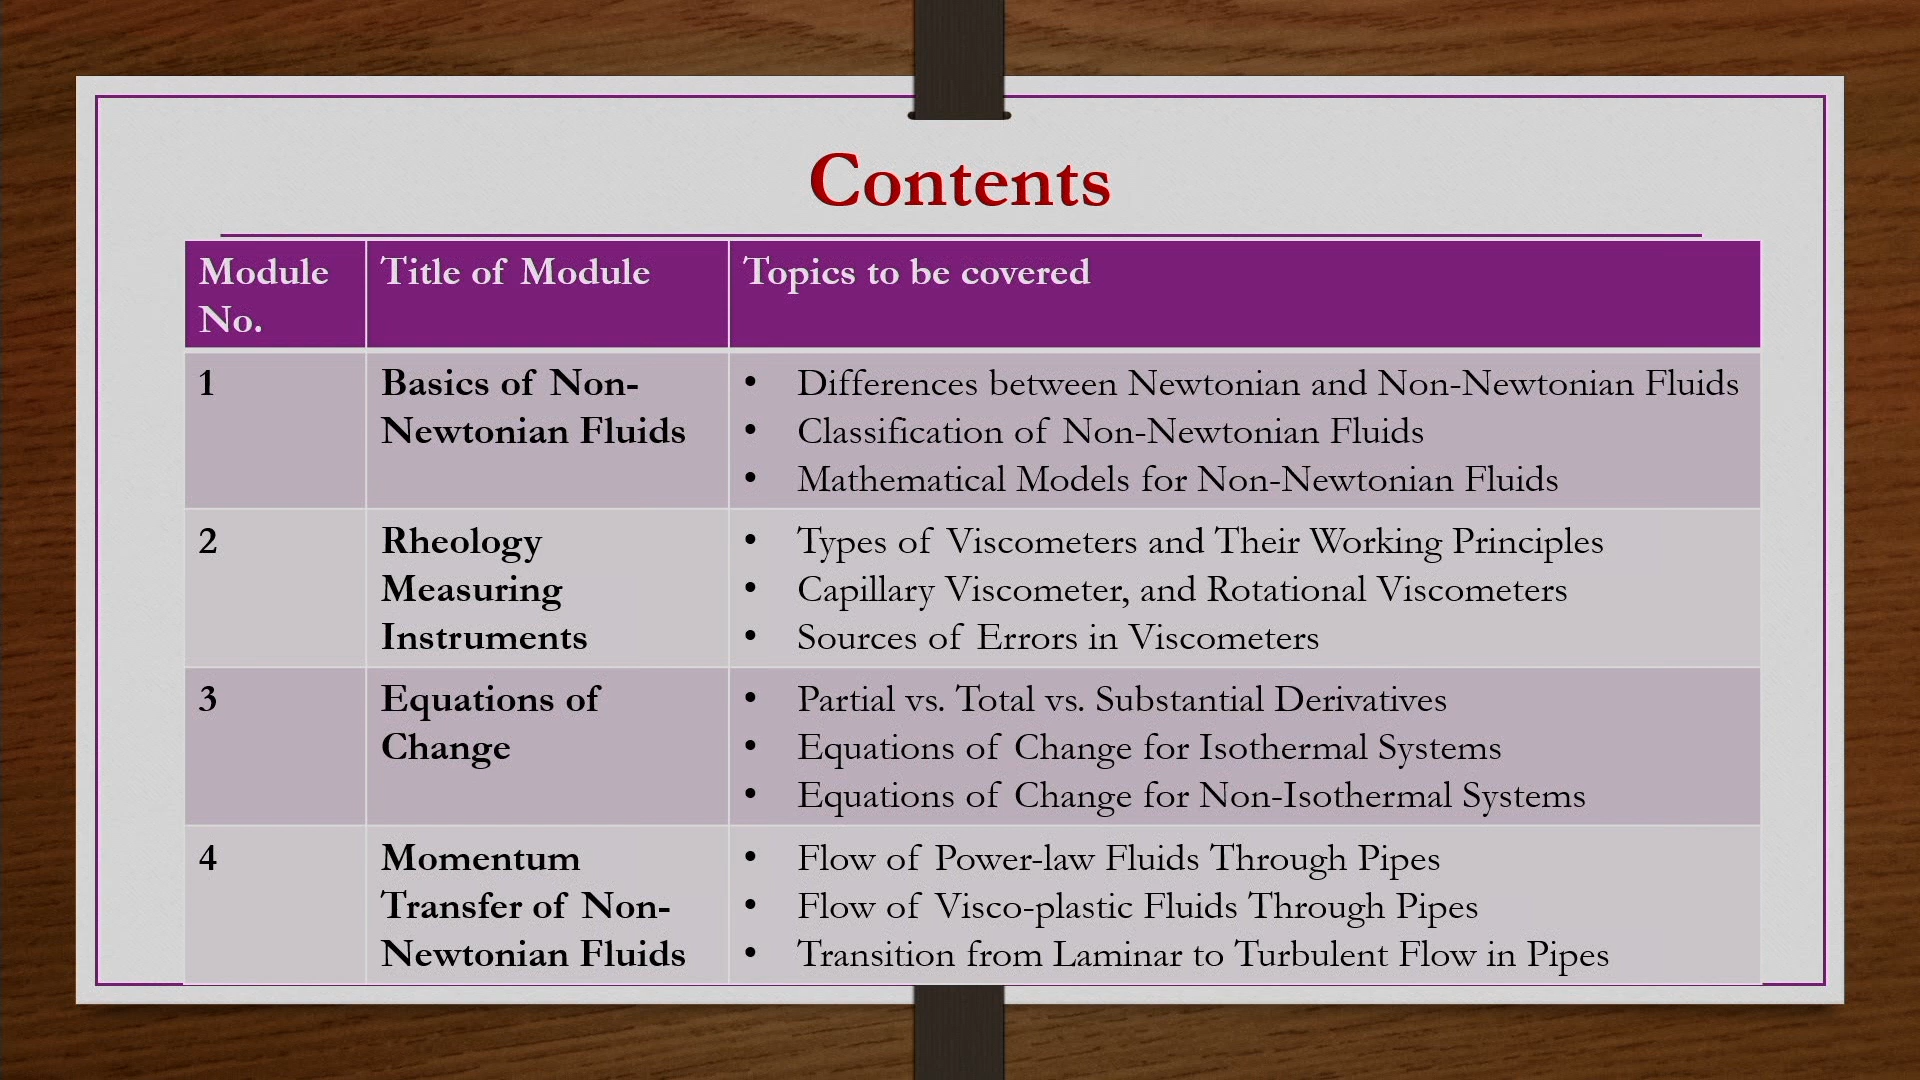 Contents
Module
No.
Title of Module
Topics to be covered
1
Basics of Non-
Newtonian Fluids
• Differences between Newtonian and Non-Newtonian Fluids
• Classification of Non-Newtonian Fluids
• Mathematical Models for Non-Newtonian Fluids
2
Rheology
Measuring
Instruments
• Types of Viscometers and Their Working Principles
• Capillary Viscometer, and Rotational Viscometers
• Sources of Errors in Viscometers
3
Equations of
Change
• Partial vs. Total vs. Substantial Derivatives
• Equations of Change for Isothermal Systems
• Equations of Change for Non-Isothermal Systems
4
Momentum
Transfer of Non-
Newtonian Fluids
• Flow of Power-law Fluids Through Pipes
• Flow of Visco-plastic Fluids Through Pipes
• Transition from Laminar to Turbulent Flow in Pipes